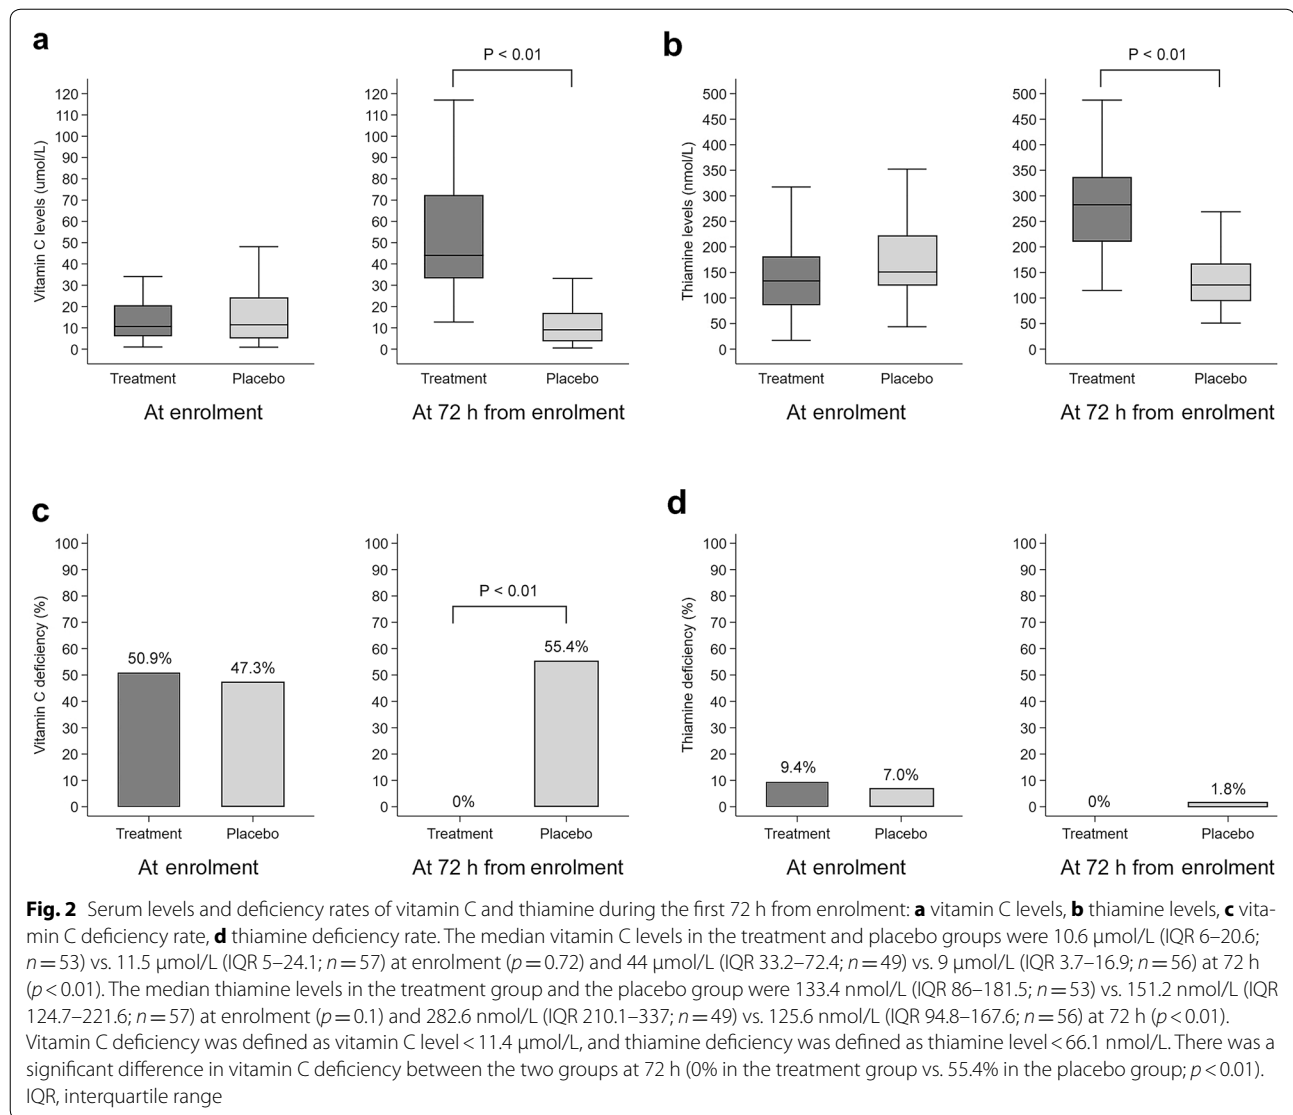 a
P < 0.01
Vitamin C levels (umol/L)
120
110
100
90
80
70
60
50
40
30
20
10
0
Treatment Placebo
At enrolment
120
110
100
90
80
70
60
50
40
30
20
10
0
Treatment Placebo
At 72 h from enrolment
b
P < 0.01
Thiamine levels (nmol/L)
500
450
400
350
300
250
200
150
100
50
0
Treatment Placebo
At enrolment
500
450
400
350
300
250
200
150
100
50
0
Treatment Placebo
At 72 h from enrolment
c
Vitamin C deficiency (%)
100
90
80
70
60
50
40
30
20
10
0
50.9%
47.3%
Treatment Placebo
At enrolment
100
90
80
70
60
50
40
30
20
10
0
P < 0.01
0%
55.4%
Treatment Placebo
At 72 h from enrolment
d
Thiamine deficiency (%)
100
90
80
70
60
50
40
30
20
10
0
9.4%
7.0%
Treatment Placebo
At enrolment
100
90
80
70
60
50
40
30
20
10
0
0%
1.8%
Treatment Placebo
At 72 h from enrolment
Fig. 2 Serum levels and deficiency rates of vitamin C and thiamine during the first 72 h from enrolment: a vitamin C levels, b thiamine levels, c vita-
min C deficiency rate, d thiamine deficiency rate. The median vitamin C levels in the treatment and placebo groups were 10.6 μmol/L (IQR 6–20.6;
n = 53) vs. 11.5 μmol/L (IQR 5–24.1; n = 57) at enrolment (p = 0.72) and 44 μmol/L (IQR 33.2–72.4; n = 49) vs. 9 μmol/L (IQR 3.7–16.9; n = 56) at 72 h
(p < 0.01). The median thiamine levels in the treatment group and the placebo group were 133.4 nmol/L (IQR 86–181.5; n = 53) vs. 151.2 nmol/L (IQR
124.7–221.6; n = 57) at enrolment (p = 0.1) and 282.6 nmol/L (IQR 210.1–337; n = 49) vs. 125.6 nmol/L (IQR 94.8–167.6; n = 56) at 72 h (p < 0.01).
Vitamin C deficiency was defined as vitamin C level < 11.4 μmol/L, and thiamine deficiency was defined as thiamine level < 66.1 nmol/L. There was a
significant difference in vitamin C deficiency between the two groups at 72 h (0% in the treatment group vs. 55.4% in the placebo group; p < 0.01).
IQR, interquartile range